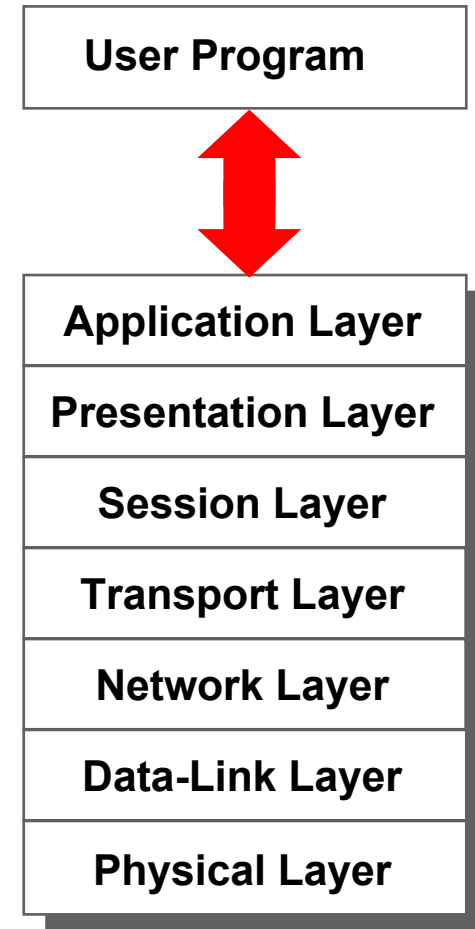 User Program
Application Layer
Presentation Layer
Session Layer
Transport Layer
Network Layer
Data-Link Layer
Physical Layer